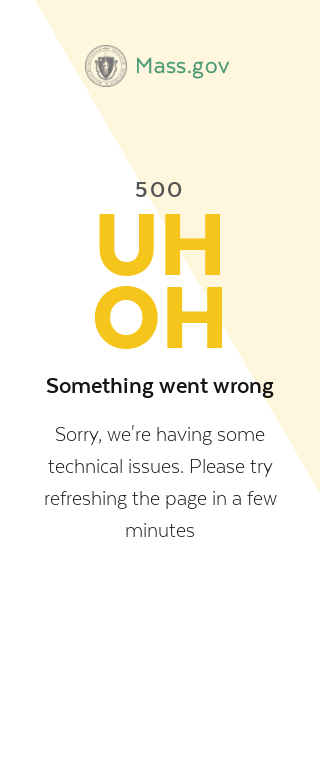 Mass.gov
500
UH
OH
Something went wrong
Sorry, we're having some
technical issues. Please try
refreshing the page in a few
minutes